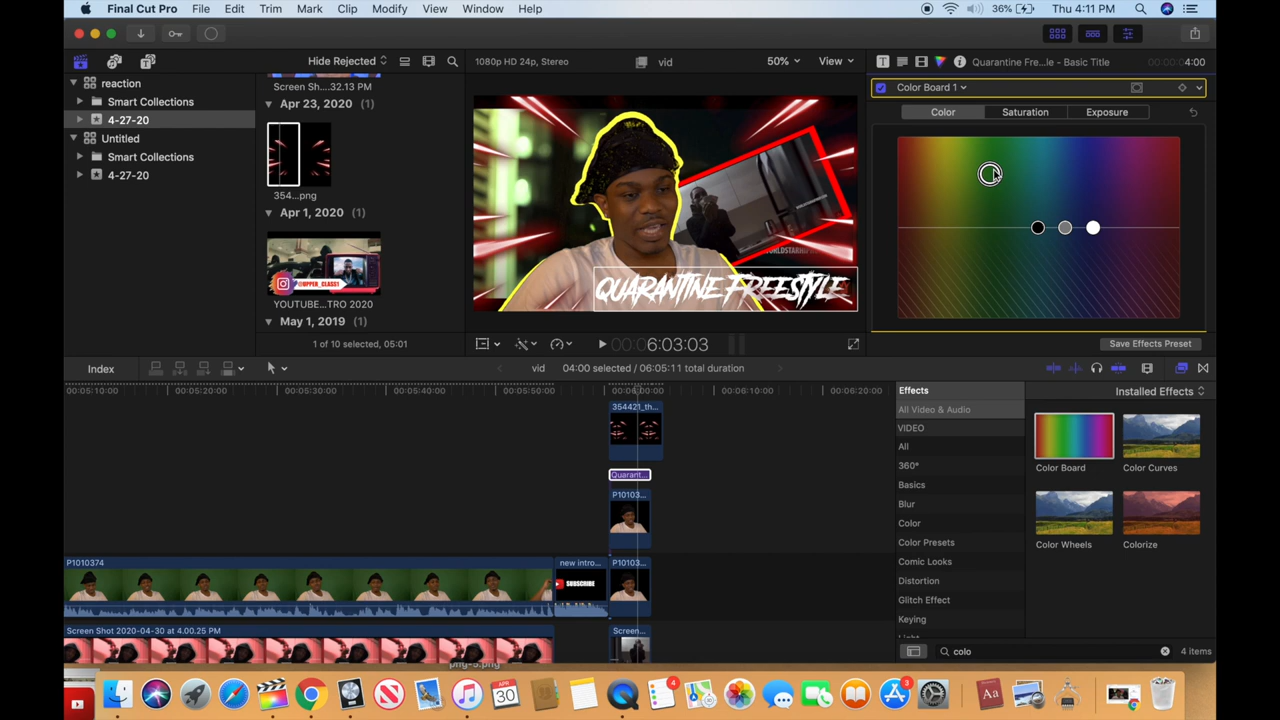 Final Cut Pro File Edit Trim Mark Clip Modify View Window Help 36% Thu 4:11 PM
Hide Rejected 1080p HD 24p, Stereo vid 50% View Quarantine Fre...le - Basic Title 4:00
reaction
Smart Collections
4-27-20
Untitled
Smart Collections
4-27-20
Screen Sh....32.13 PM
Apr 23, 2020 (1)
354...png
Apr 1, 2020 (1)
@UPPER_CLASS1
YOUTUBE...TRO 2020
May 1, 2019 (1)
1 of 10 selected, 05:01
QUARANTINE FREESTYLE
6:03:03
Color Board 1
Color Saturation Exposure
Save Effects Preset
Index vid 04:00 selected / 06:05:11 total duration
00:05:10:00 00:05:20:00 00:05:30:00 00:05:40:00 00:05:50:00 00:06:00:00 00:06:10:00 00:06:20:00
354421_th...
Quarant...
P10103...
P1010374 new intro... P10103...
SUBSCRIBE
Screen Shot 2020-04-30 at 4.00.25 PM Screen...
Effects Installed Effects
All Video & Audio
VIDEO
All
360°
Basics
Blur
Color
Color Presets
Comic Looks
Distortion
Glitch Effect
Keying
Color Board Color Curves
Color Wheels Colorize
colo 4 items
png-5.png
APR
30
4
3
Aa